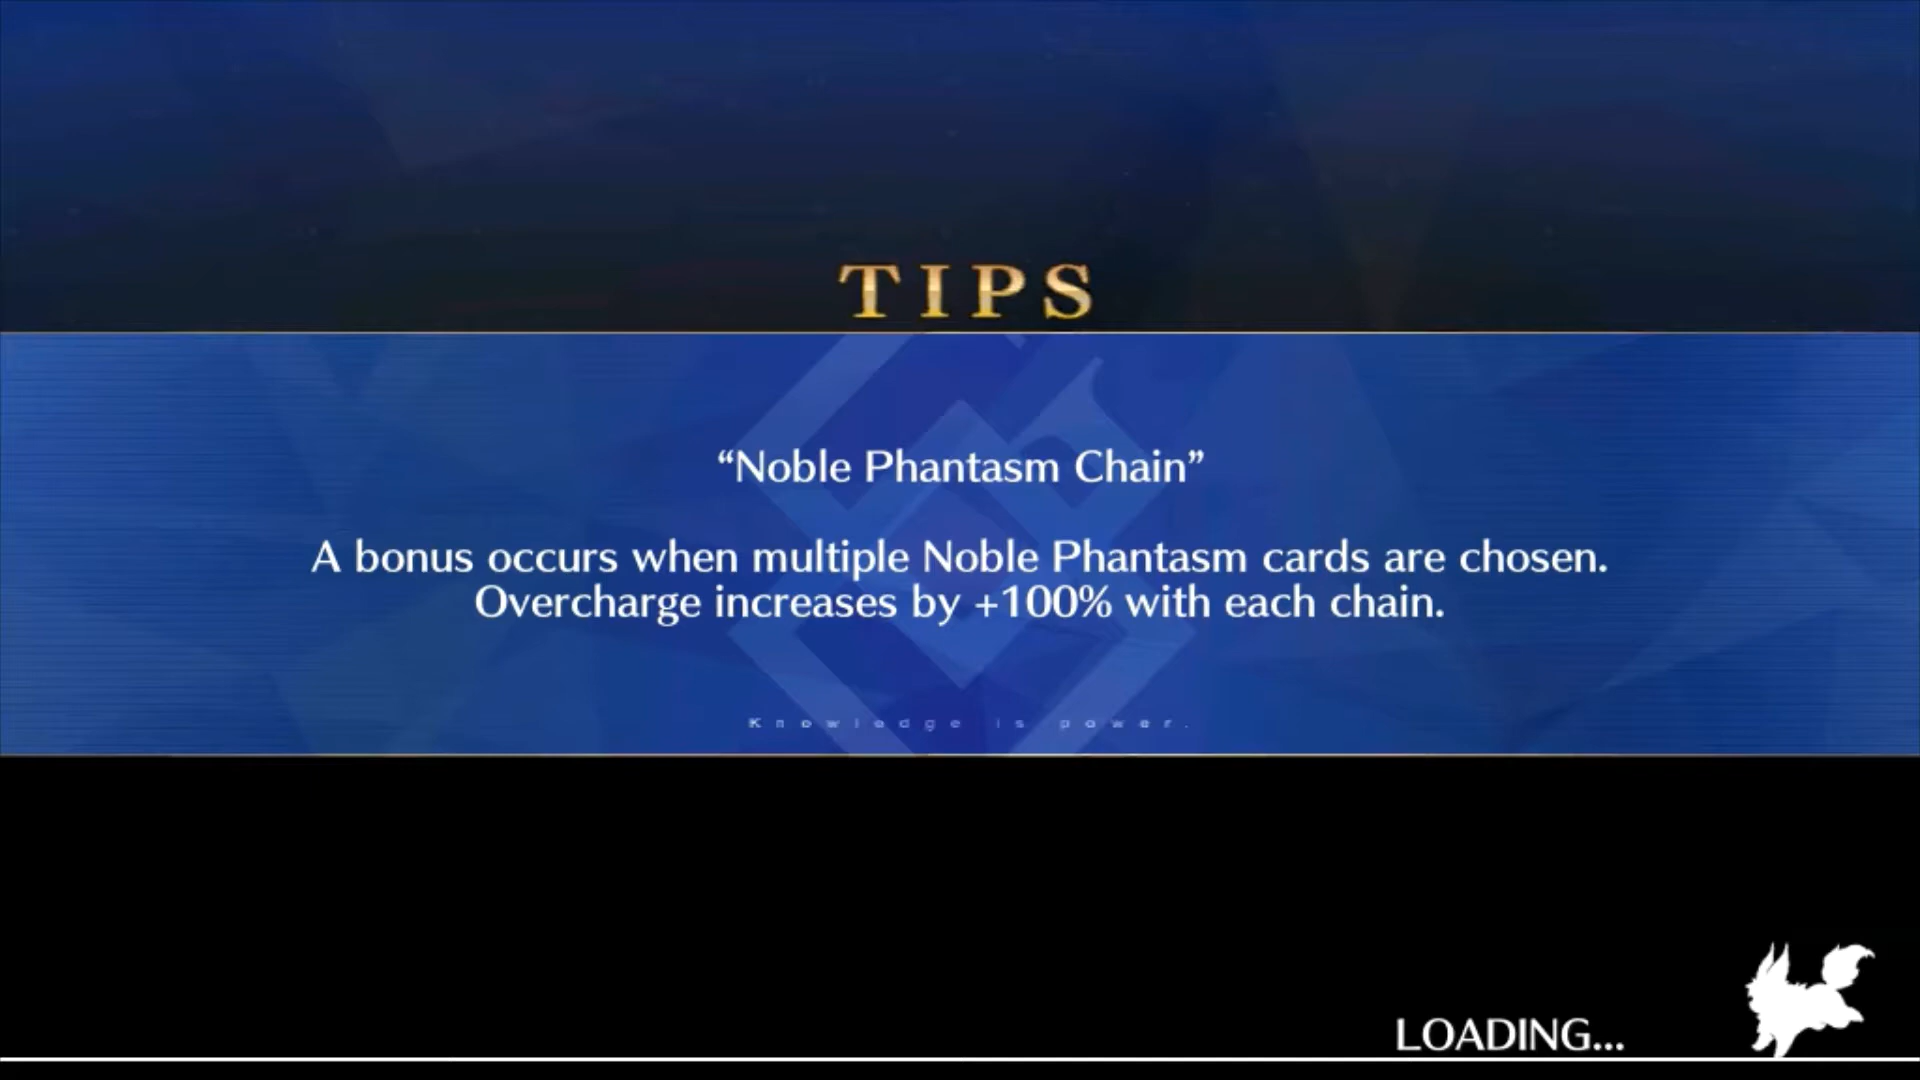 TIPS
“Noble Phantasm Chain”
A bonus occurs when multiple Noble Phantasm cards are chosen.
Overcharge increases by +100% with each chain.
Knowledge is power.
LOADING...